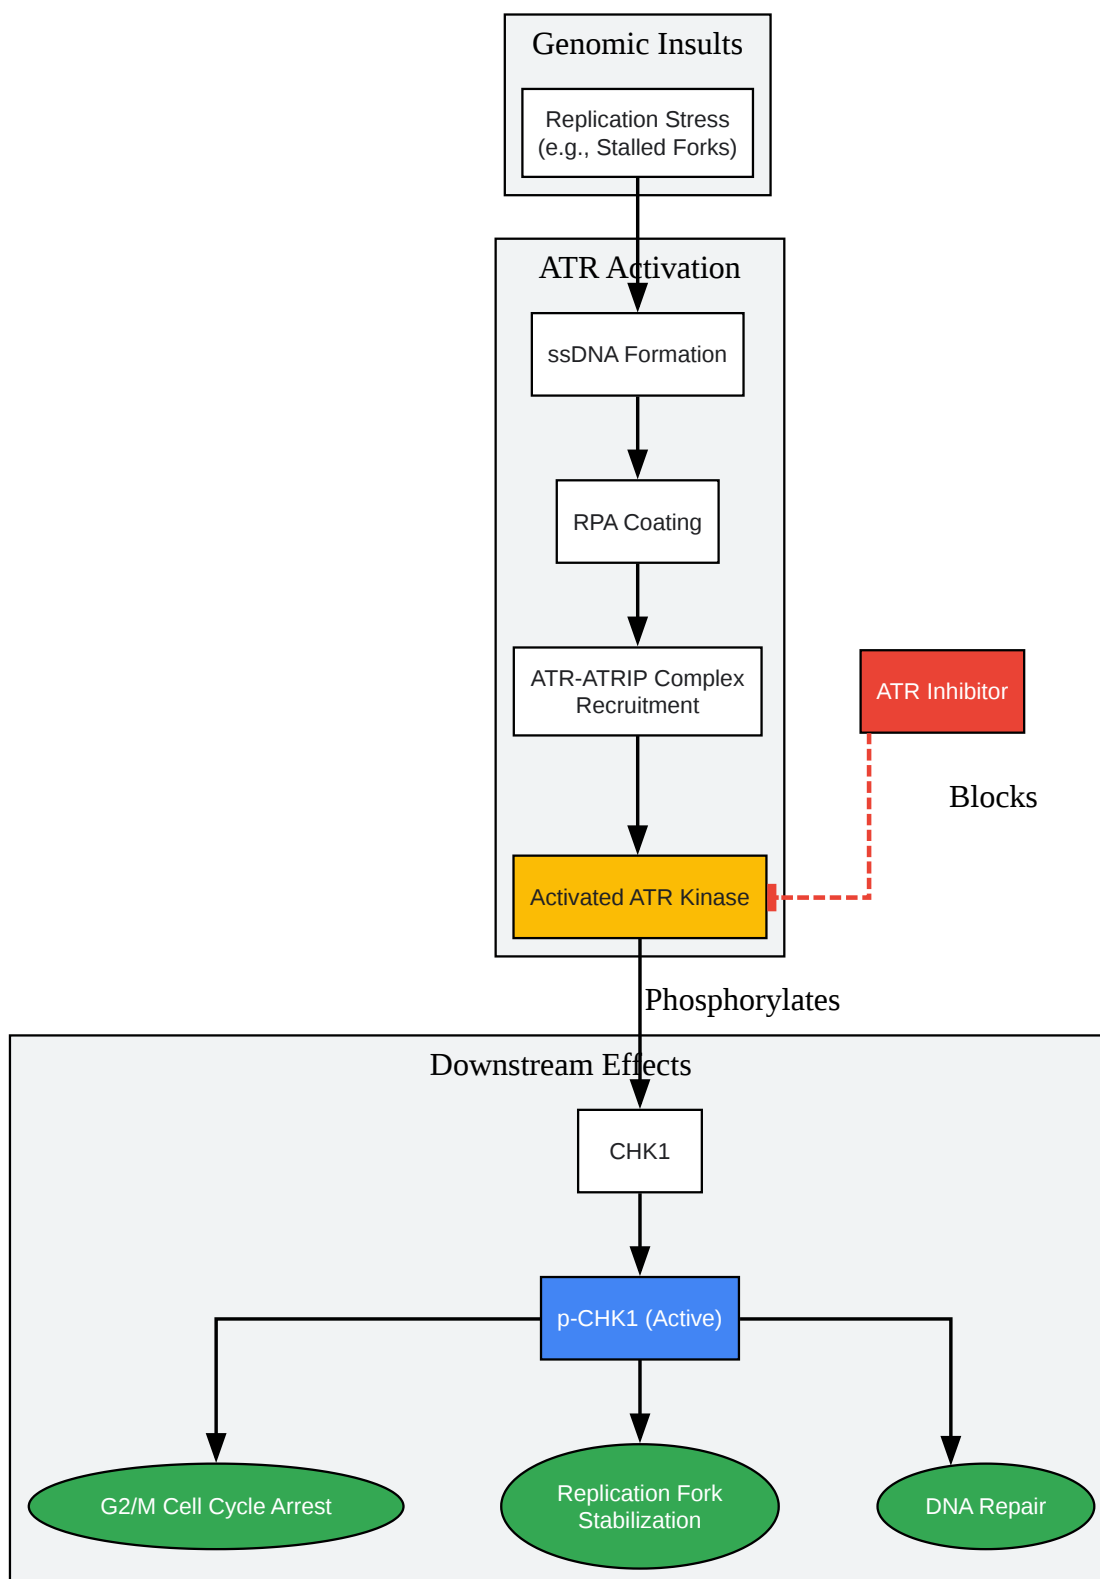 Genomic Insults
Replication Stress
(e.g., Stalled Forks)
ATR Activation
ssDNA Formation
RPA Coating
ATR-ATRIP Complex
Recruitment
ATR Inhibitor
Blocks
Activated ATR Kinase
Phosphorylates
Downstream Effects
CHK1
p-CHK1 (Active)
G2/M Cell Cycle Arrest
Replication Fork
Stabilization
DNA Repair